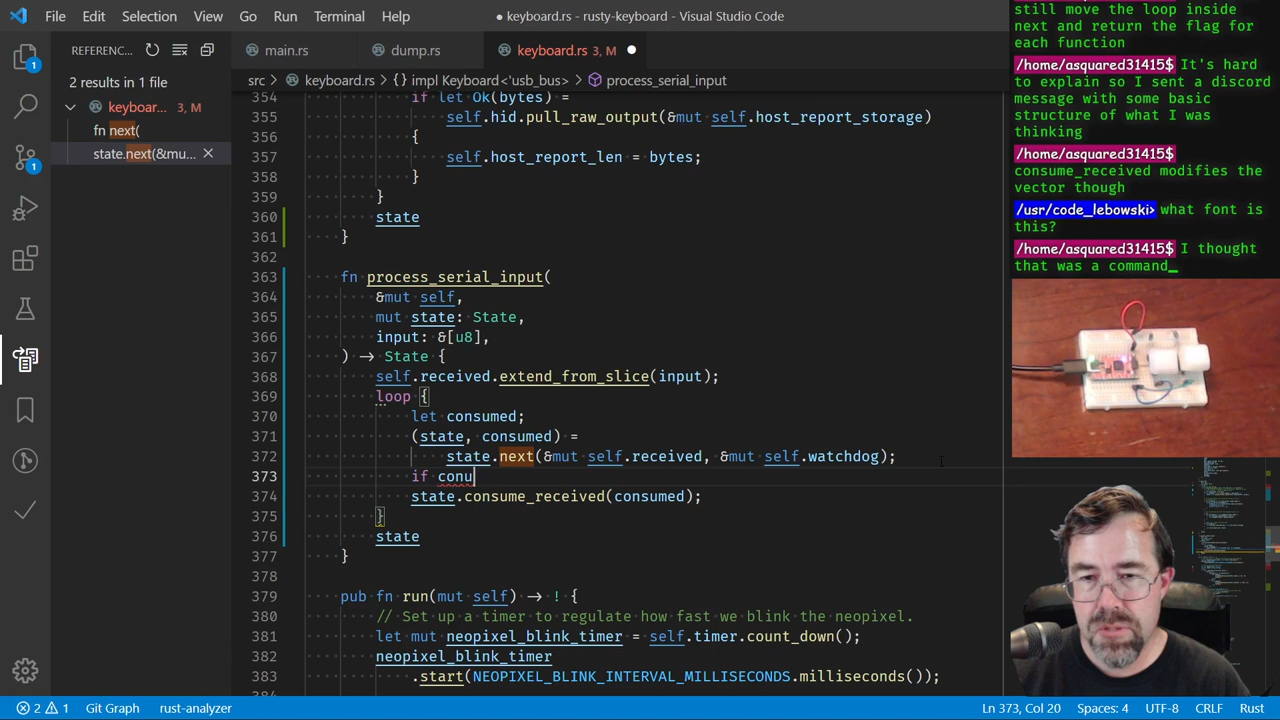 File Edit Selection View Go Run Terminal Help
● keyboard.rs - rusty-keyboard - Visual Studio Code
REFERENC...
2 results in 1 file
keyboar... 3, M
fn next(
state.next(&mu...
1
1
main.rs
dump.rs
keyboard.rs 3, M
src > keyboard.rs > {} impl Keyboard<'usb_bus> > process_serial_input
354 if let Ok(bytes) =
355 self.hid.pull_raw_output(&mut self.host_report_storage)
356 {
357 self.host_report_len = bytes;
358 }
359 }
360 state
361 }
362
363 fn process_serial_input(
364 &mut self,
365 mut state: State,
366 input: &[u8],
367 ) → State {
368 self.received.extend_from_slice(input);
369 loop {
370 let consumed;
371 (state, consumed) =
372 state.next(&mut self.received, &mut self.watchdog);
373 if conu
374 state.consume_received(consumed);
375 }
376 state
377 }
378
379 pub fn run(mut self) → ! {
380 // Set up a timer to regulate how fast we blink the neopixel.
381 let mut neopixel_blink_timer = self.timer.count_down();
382 neopixel_blink_timer
383 .start(NEOPIXEL_BLINK_INTERVAL_MILLISECONDS.milliseconds());
still move the loop inside
next and return the flag for
each function
/home/asquared31415$ It's hard
to explain so I sent a discord
message with some basic
structure of what I was
thinking
/home/asquared31415$
consume_received modifies the
vector though
/usr/code_lebowski> what font is
this?
/home/asquared31415$ I thought
that was a command_
2 1 Git Graph rust-analyzer
Ln 373, Col 20 Spaces: 4 UTF-8 CRLF Rust